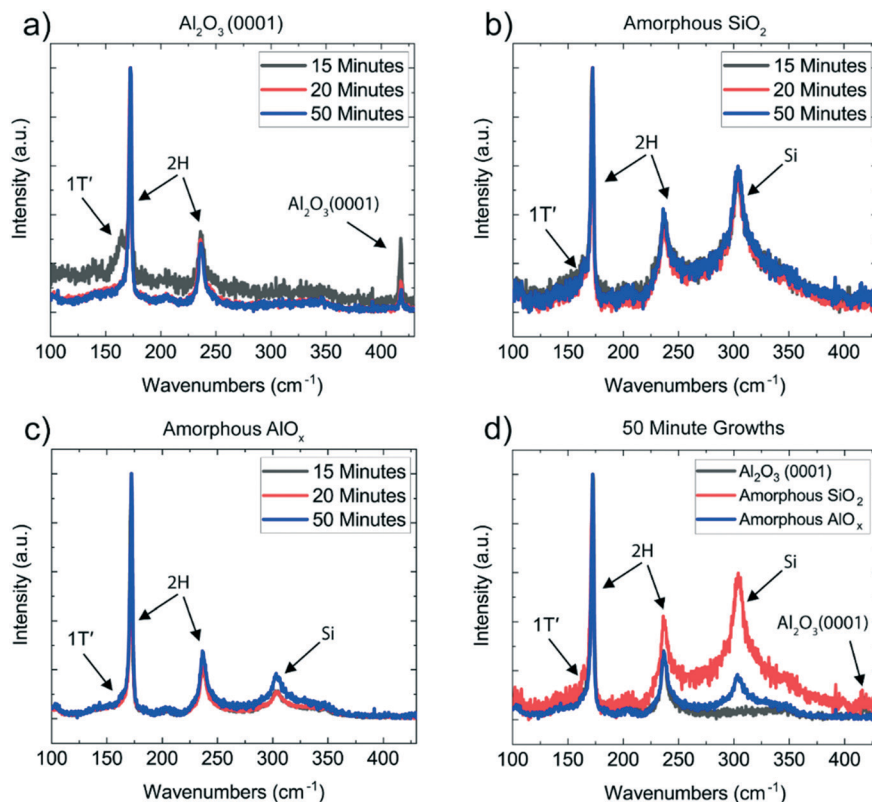 a)
Al₂O₃(0001)
15 Minutes
20 Minutes
50 Minutes
1T′
2H
Al₂O₃(0001)
Intensity (a.u.)
100 150 200 250 300 350 400
Wavenumbers (cm⁻¹)
b)
Amorphous SiO₂
15 Minutes
20 Minutes
50 Minutes
1T′
2H
Si
Intensity (a.u.)
100 150 200 250 300 350 400
Wavenumbers (cm⁻¹)
c)
Amorphous AlOₓ
15 Minutes
20 Minutes
50 Minutes
1T′
2H
Si
Intensity (a.u.)
100 150 200 250 300 350 400
Wavenumbers (cm⁻¹)
d)
50 Minute Growths
Al₂O₃ (0001)
Amorphous SiO₂
Amorphous AlOₓ
1T′
2H
Si
Al₂O₃(0001)
Intensity (a.u.)
100 150 200 250 300 350 400
Wavenumbers (cm⁻¹)